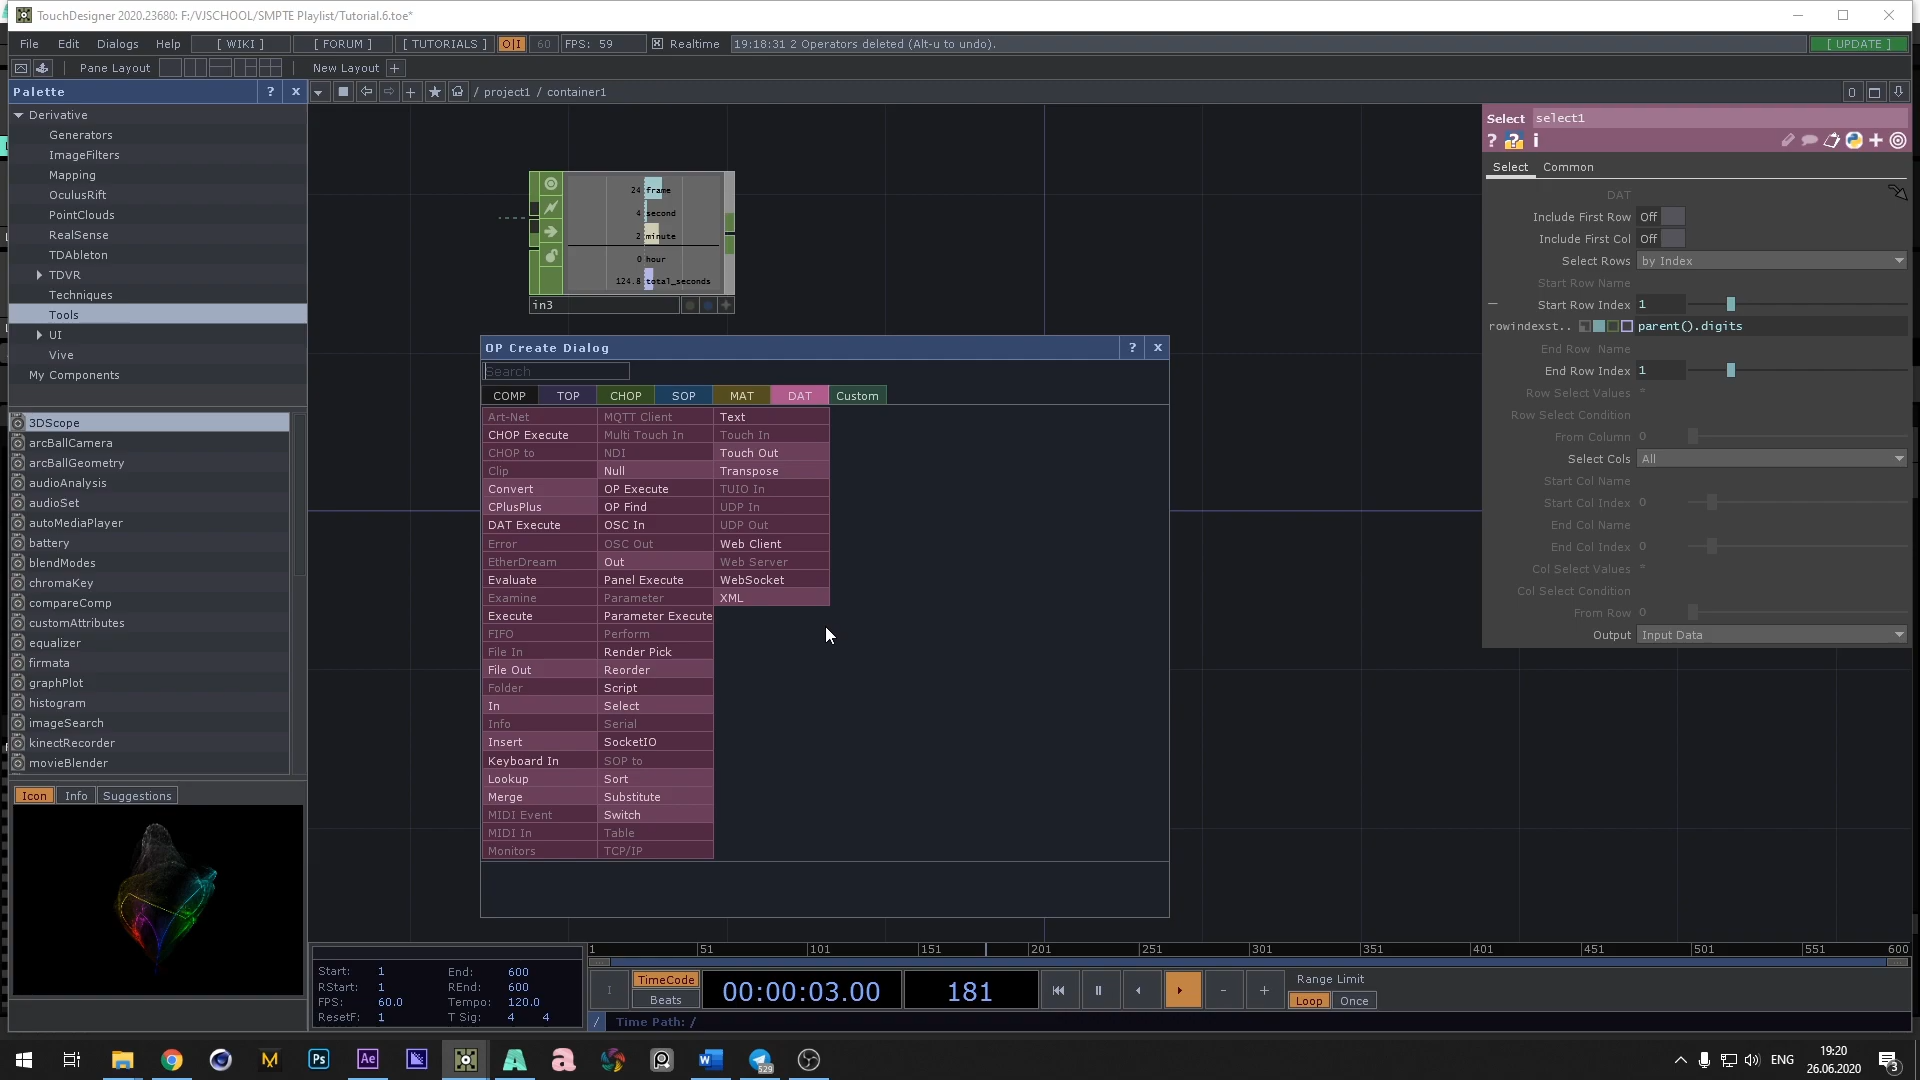 TouchDesigner 2020.23680: F:/VJSCHOOL/SMPTE Playlist/Tutorial.6.toe*
File Edit Dialogs Help [ WIKI ] [ FORUM ] [ TUTORIALS ] O|I 60 FPS: 59 Realtime 19:18:31 2 Operators deleted (Alt-u to undo). [ UPDATE ]
Pane Layout New Layout +
Palette ? x / project1 / container1 0
Derivative
Generators
ImageFilters
Mapping
OculusRift
PointClouds
RealSense
TDAbleton
TDVR
Techniques
Tools
UI
Vive
My Components
3DScope
arcBallCamera
arcBallGeometry
audioAnalysis
audioSet
autoMediaPlayer
battery
blendModes
chromaKey
compareComp
customAttributes
equalizer
firmata
graphPlot
histogram
imageSearch
kinectRecorder
movieBlender
Icon Info Suggestions
24 frame
4 second
2 minute
0 hour
124.8 total_seconds
in3
OP Create Dialog ? x
Search
COMP TOP CHOP SOP MAT DAT Custom
Art-Net MQTT Client Text
CHOP Execute Multi Touch In Touch In
CHOP to NDI Touch Out
Clip Null Transpose
Convert OP Execute TUIO In
CPlusPlus OP Find UDP In
DAT Execute OSC In UDP Out
Error OSC Out Web Client
EtherDream Out Web Server
Evaluate Panel Execute WebSocket
Examine Parameter XML
Execute Parameter Execute
FIFO Perform
File In Render Pick
File Out Reorder
Folder Script
In Select
Info Serial
Insert SocketIO
Keyboard In SOP to
Lookup Sort
Merge Substitute
MIDI Event Switch
MIDI In Table
Monitors TCP/IP
Select select1
? ? i
Select Common
DAT
Include First Row Off
Include First Col Off
Select Rows by Index
Start Row Name
Start Row Index 1
rowindexst.. parent().digits
End Row Name
End Row Index 1
Row Select Values *
Row Select Condition
From Column 0
Select Cols All
Start Col Name
Start Col Index 0
End Col Name
End Col Index 0
Col Select Values *
Col Select Condition
From Row 0
Output Input Data
1 51 101 151 201 251 301 351 401 451 501 551 600
Start: 1 End: 600
RStart: 1 REnd: 600
FPS: 60.0 Tempo: 120.0
ResetF: 1 T Sig: 4 4
I TimeCode Beats 00:00:03.00 181 - + Range Limit
Loop Once
/ Time Path: /
Ps Ae 529 ENG 19:20
26.06.2020 3